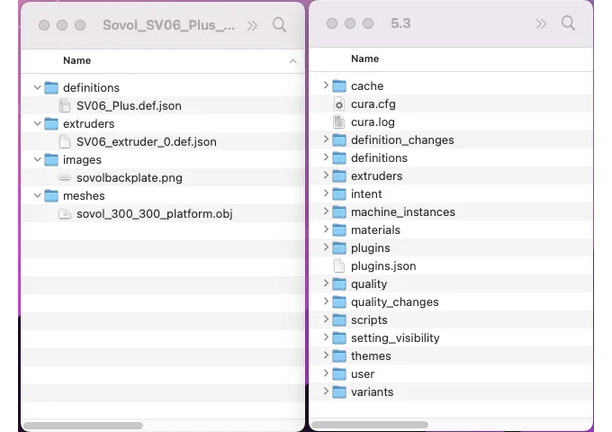 Sovol_SV06_Plus_...
Name
definitions
SV06_Plus.def.json
extruders
SV06_extruder_0.def.json
images
sovolbackplate.png
meshes
sovol_300_300_platform.obj
5.3
Name
cache
cura.cfg
cura.log
definition_changes
definitions
extruders
intent
machine_instances
materials
plugins
plugins.json
quality
quality_changes
scripts
setting_visibility
themes
user
variants